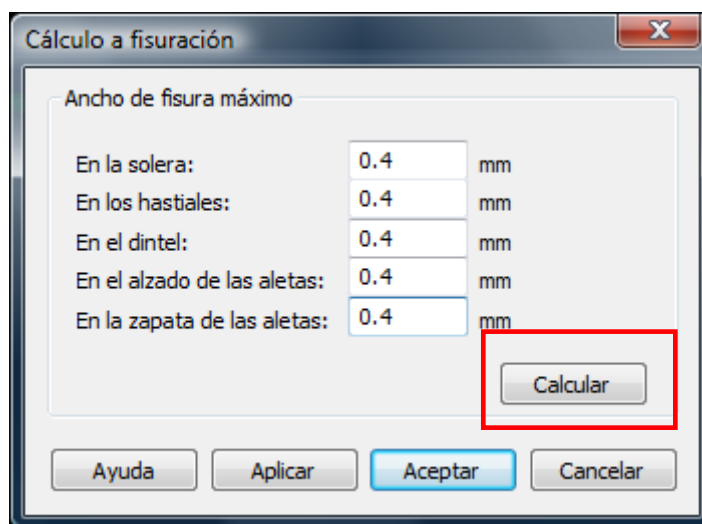 Cálculo a fisuración
X
Ancho de fisura máximo
En la solera: 0.4 mm
En los hastiales: 0.4 mm
En el dintel: 0.4 mm
En el alzado de las aletas: 0.4 mm
En la zapata de las aletas: 0.4 mm
Calcular
Ayuda Aplicar Aceptar Cancelar